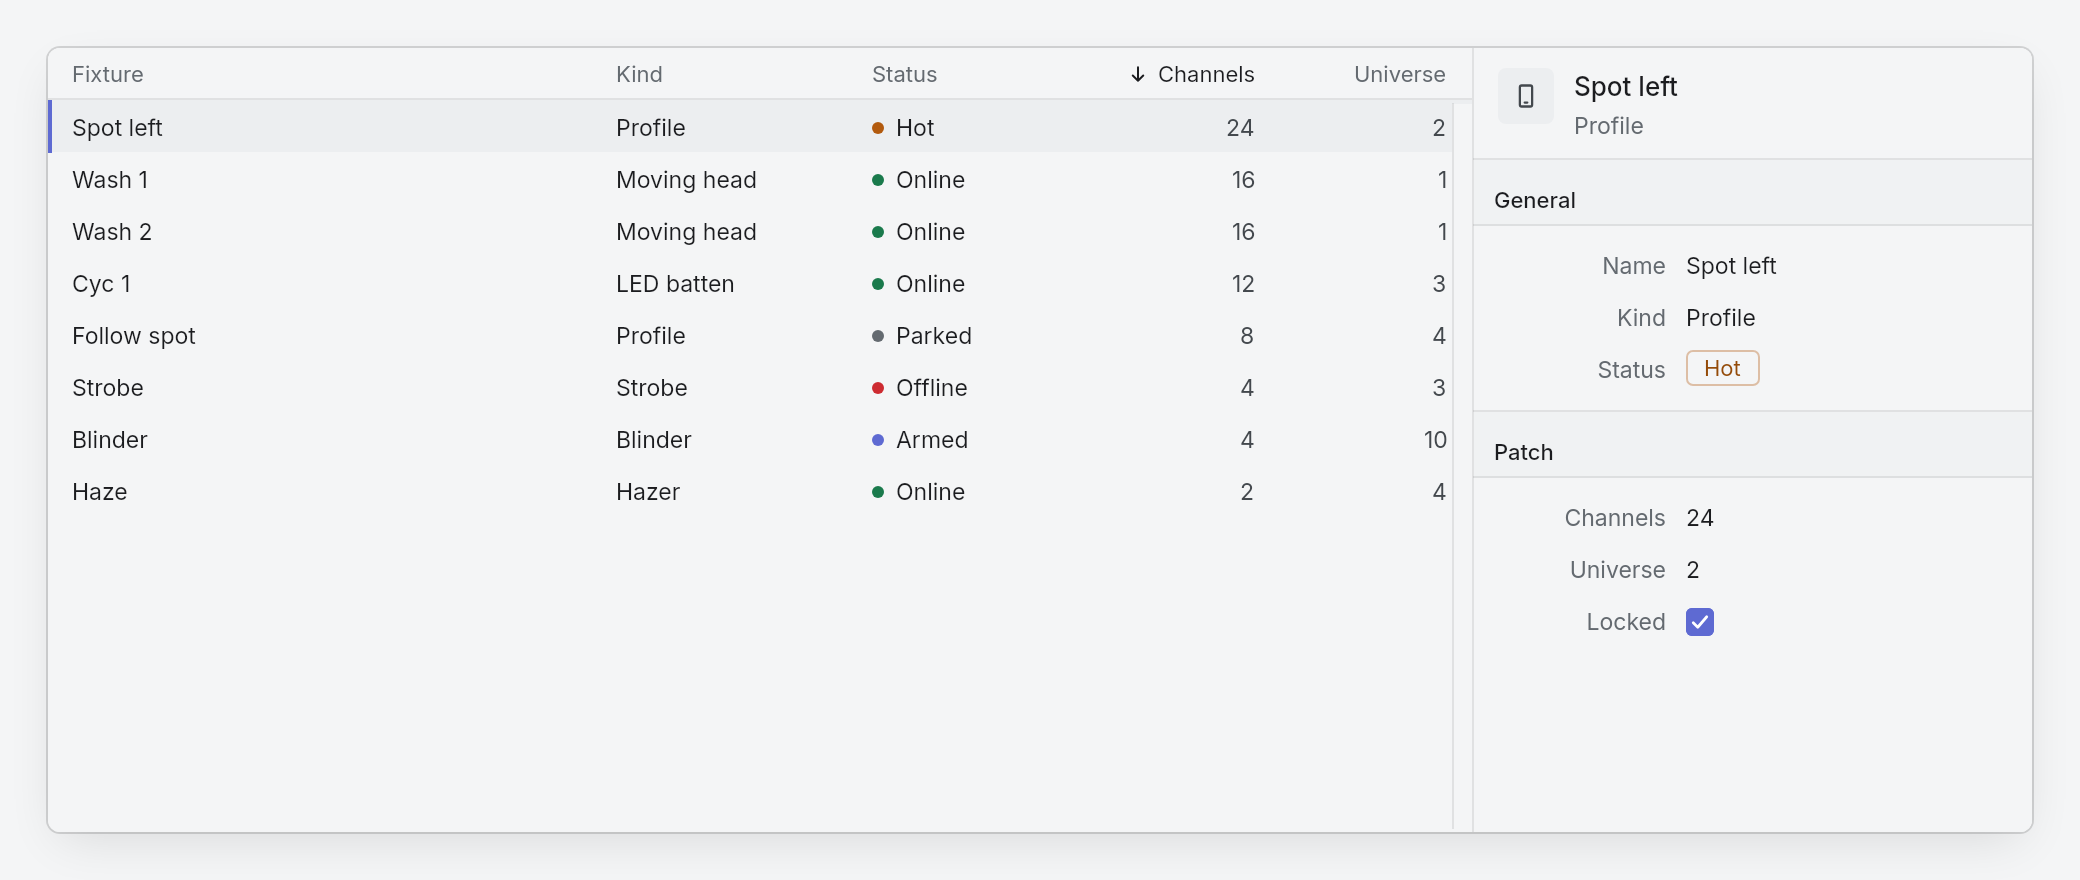 Fixture Kind Status ↓ Channels Universe
Spot left Profile Hot 24 2
Wash 1 Moving head Online 16 1
Wash 2 Moving head Online 16 1
Cyc 1 LED batten Online 12 3
Follow spot Profile Parked 8 4
Strobe Strobe Offline 4 3
Blinder Blinder Armed 4 10
Haze Hazer Online 2 4
Spot left
Profile
General
Name Spot left
Kind Profile
Status Hot
Patch
Channels 24
Universe 2
Locked